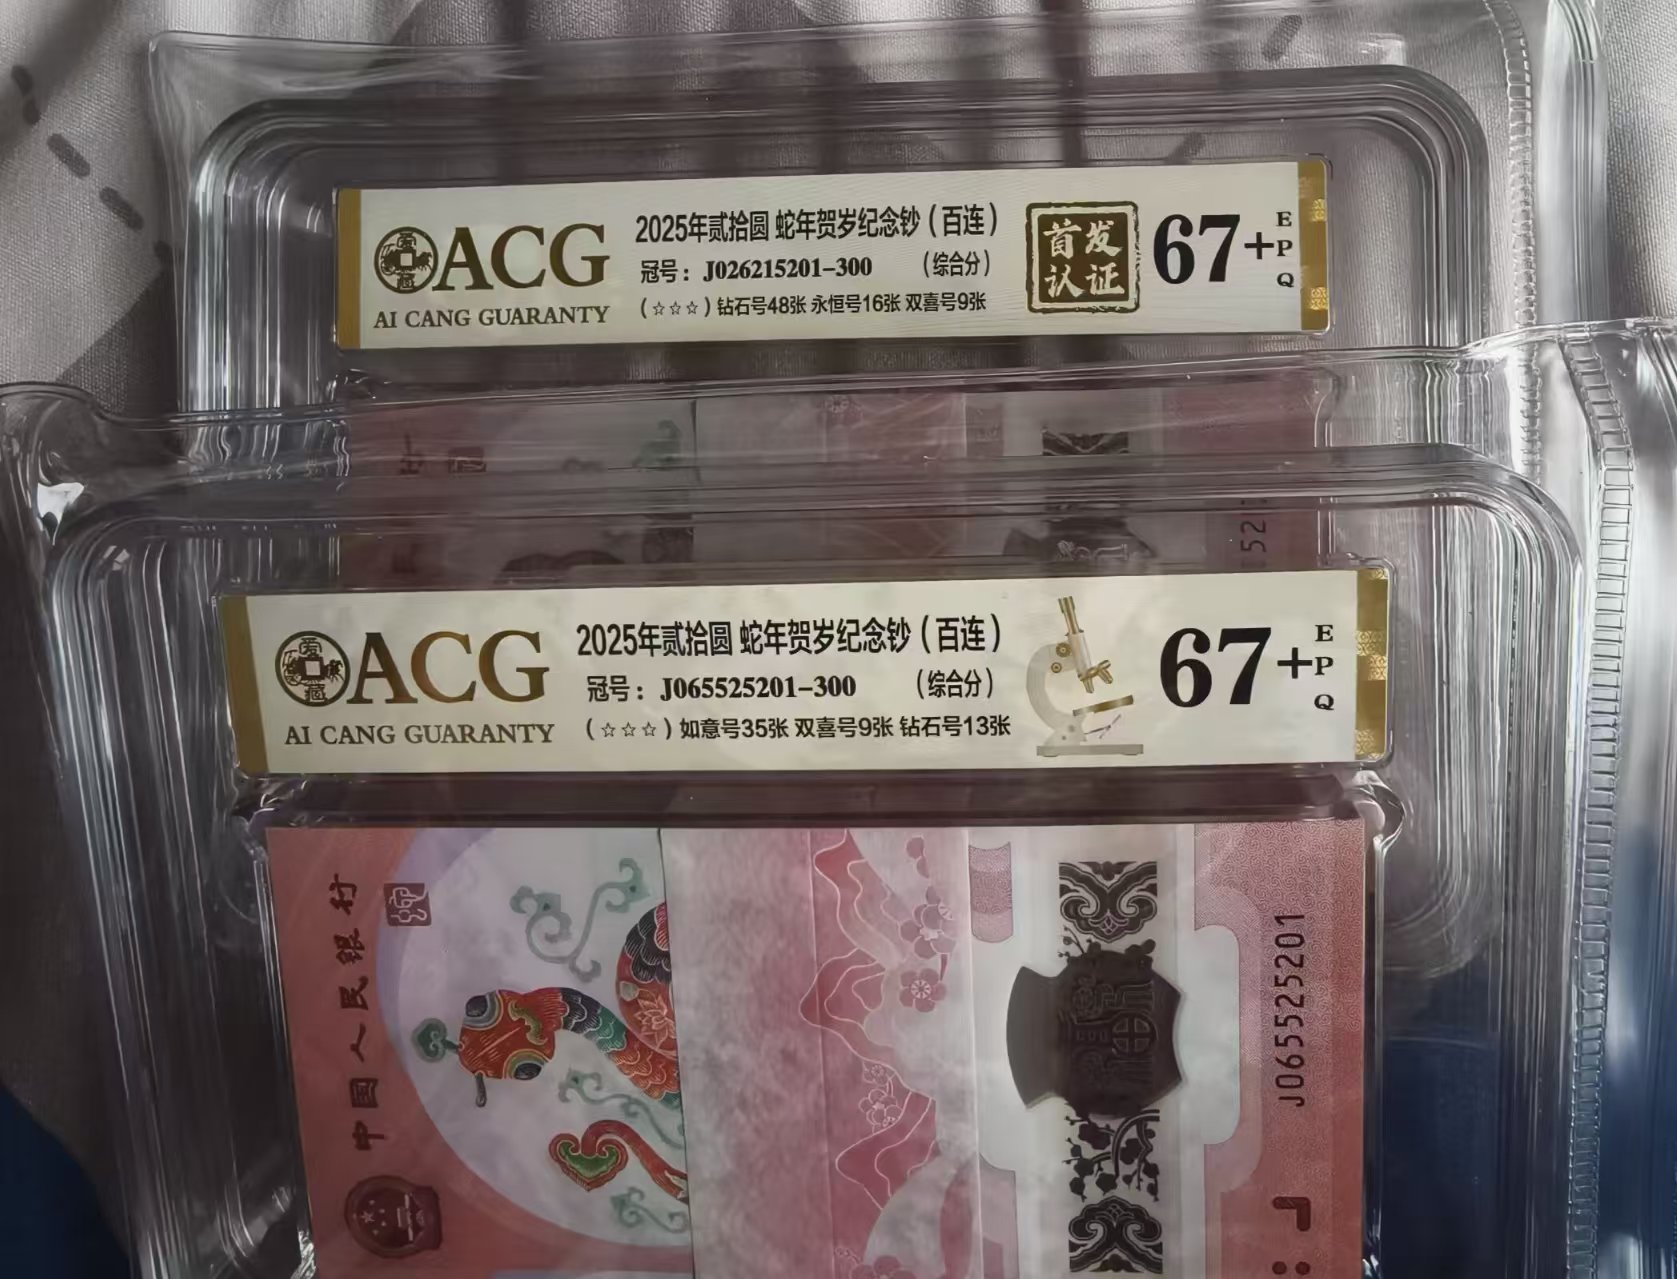 ACG
AI CANG GUARANTY
2025年贰拾圆 蛇年贺岁纪念钞（百连）
冠号：J026215201-300 （综合分）
（☆☆☆）钻石号48张 永恒号16张 双喜号9张
首发
认证
67+
EPQ
爱藏
ACG
AI CANG GUARANTY
2025年贰拾圆 蛇年贺岁纪念钞（百连）
冠号：J065525201-300 （综合分）
（☆☆☆）如意号35张 双喜号9张 钻石号13张
67+
EPQ
中国人民银行
J065525201